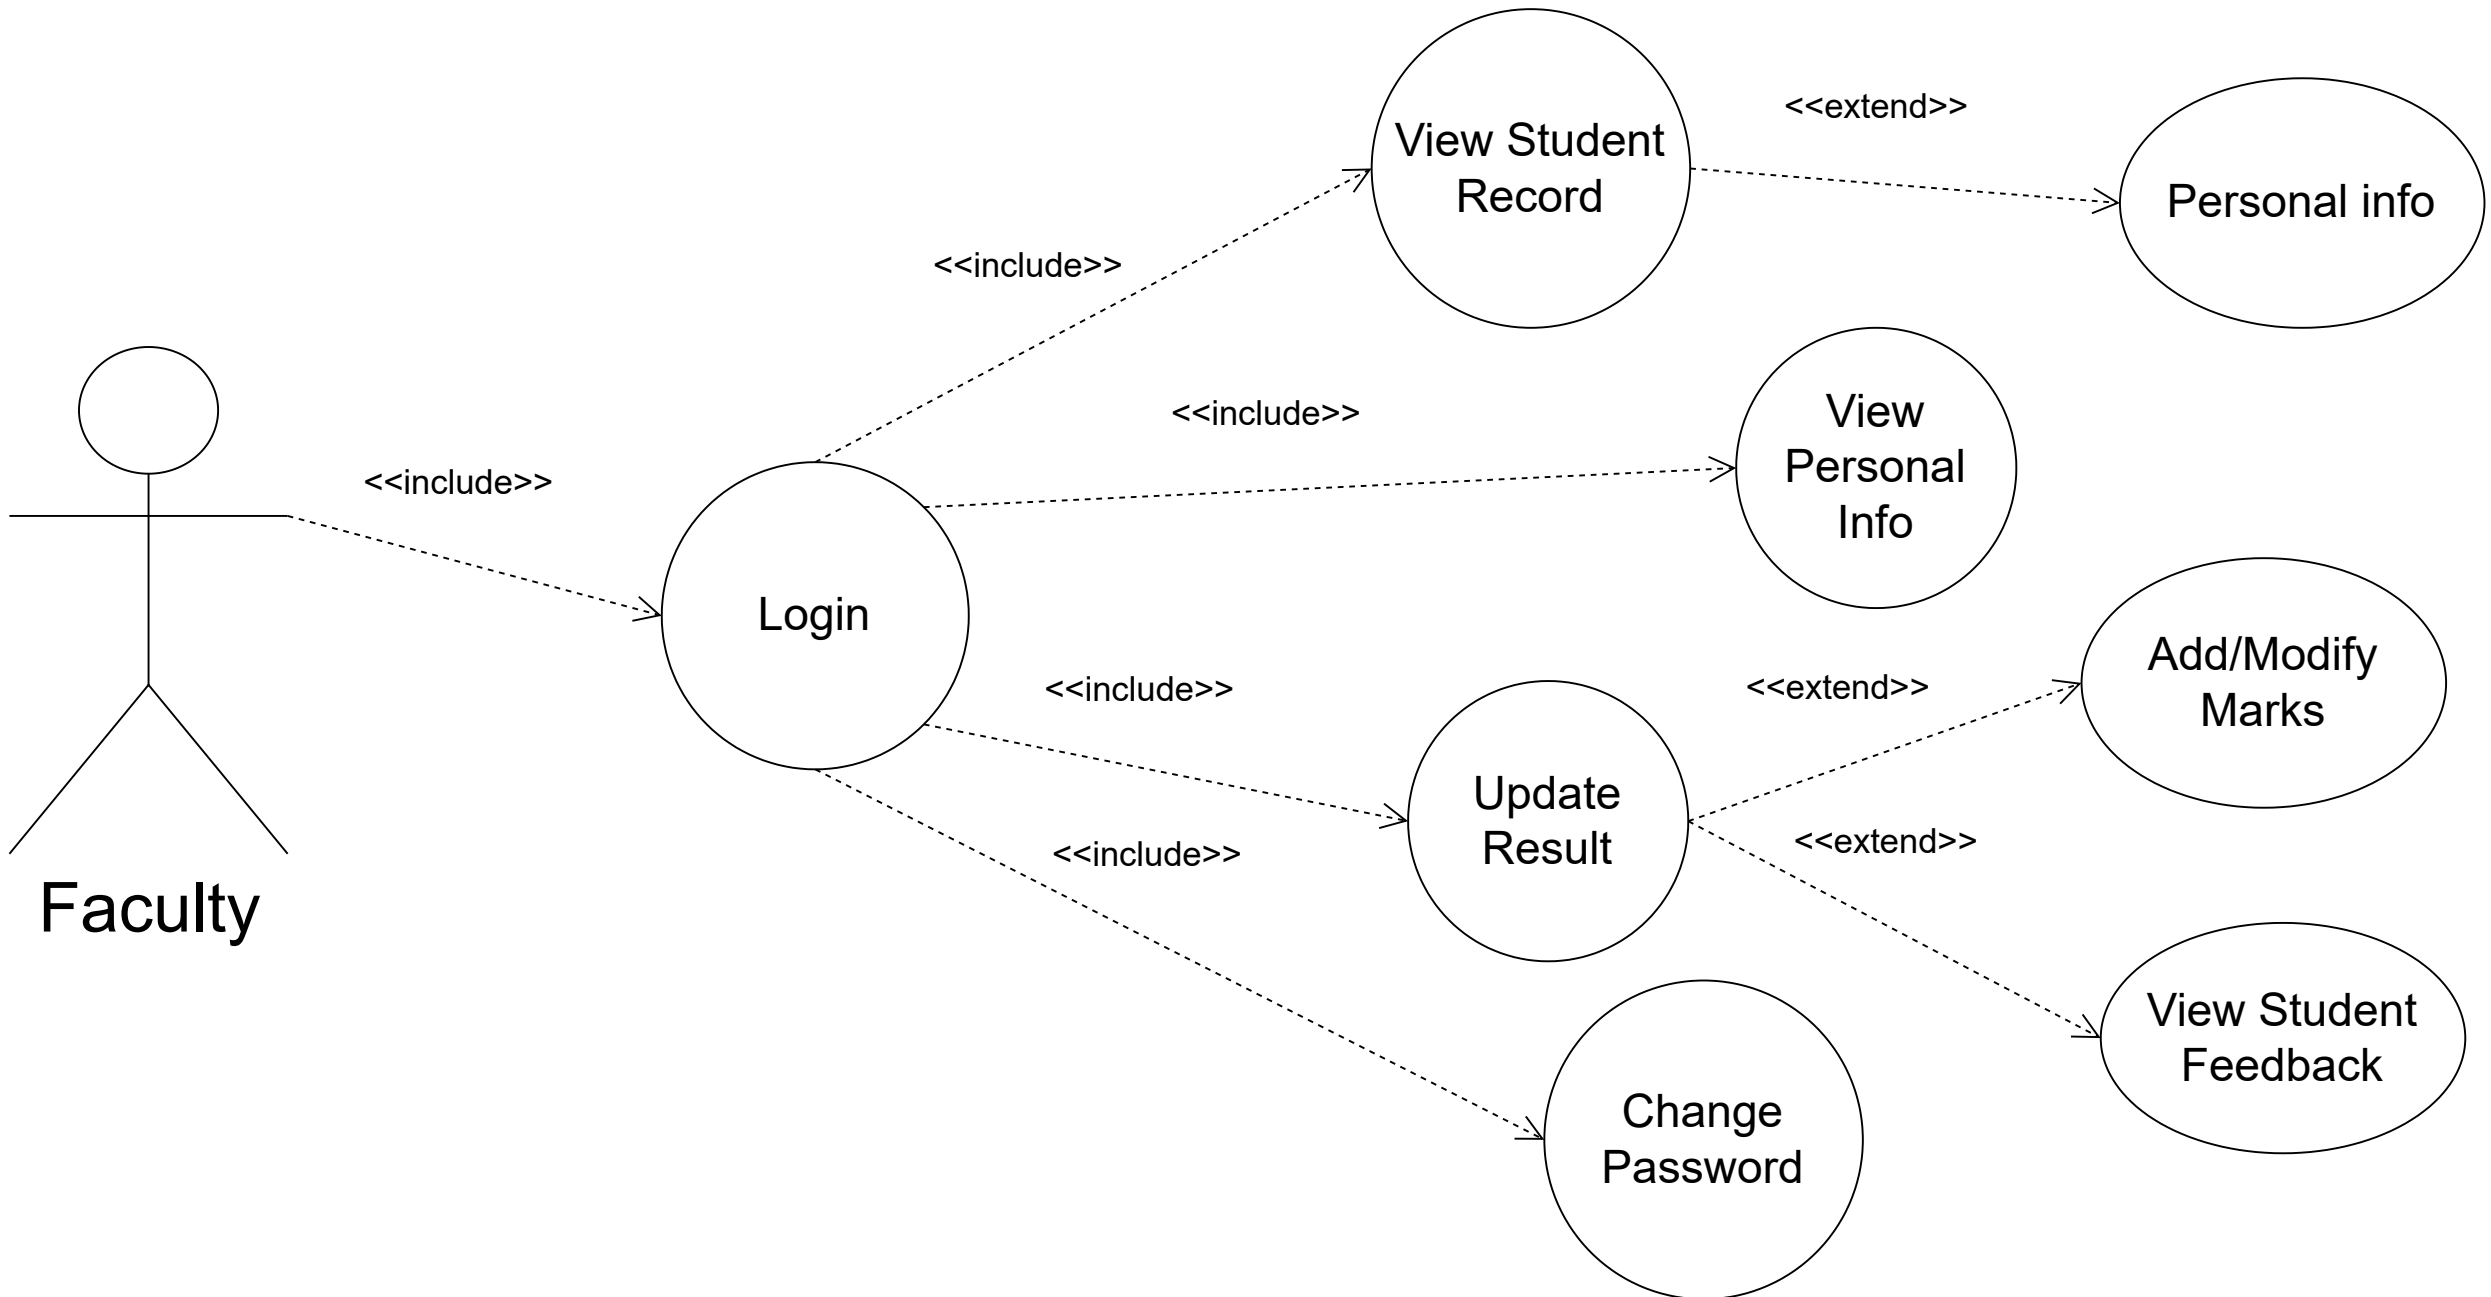 <<extend>>
View Student
Record
Personal info
<<include>>
<<include>>
View
Personal
Info
<<include>>
Login
Add/Modify
Marks
<<include>>
<<extend>>
Update
Result
<<extend>>
<<include>>
Faculty
View Student
Feedback
Change
Password